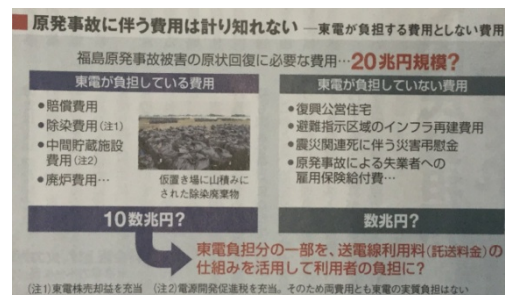 ■原発事故に伴う費用は計り知れない ―東電が負担する費用としない費用
福島原発事故被害の原状回復に必要な費用…20兆円規模?
東電が負担している費用
●賠償費用
●除染費用(注1)
●中間貯蔵施設
費用(注2)
●廃炉費用…
仮置き場に山積みに
された除染廃棄物
10数兆円?
東電が負担していない費用
●復興公営住宅
●避難指示区域のインフラ再建費用
●震災関連死に伴う災害弔慰金
●原発事故による失業者への
雇用保険給付費…
数兆円?
東電負担分の一部を、送電線利用料(託送料金)の
仕組みを活用して利用者の負担に?
(注1)東電株売却益を充当 (注2)電源開発促進税を充当。そのため両費用とも東電の実質負担はない